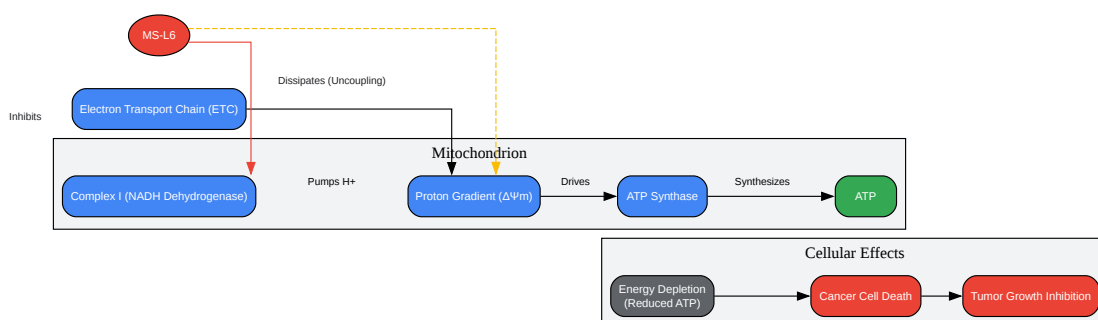 MS-L6
Dissipates (Uncoupling)
Electron Transport Chain (ETC)
Inhibits
Mitochondrion
Complex I (NADH Dehydrogenase)
Pumps H+
Proton Gradient (ΔΨm)
Drives
ATP Synthase
Synthesizes
ATP
Cellular Effects
Energy Depletion
(Reduced ATP)
Cancer Cell Death
Tumor Growth Inhibition